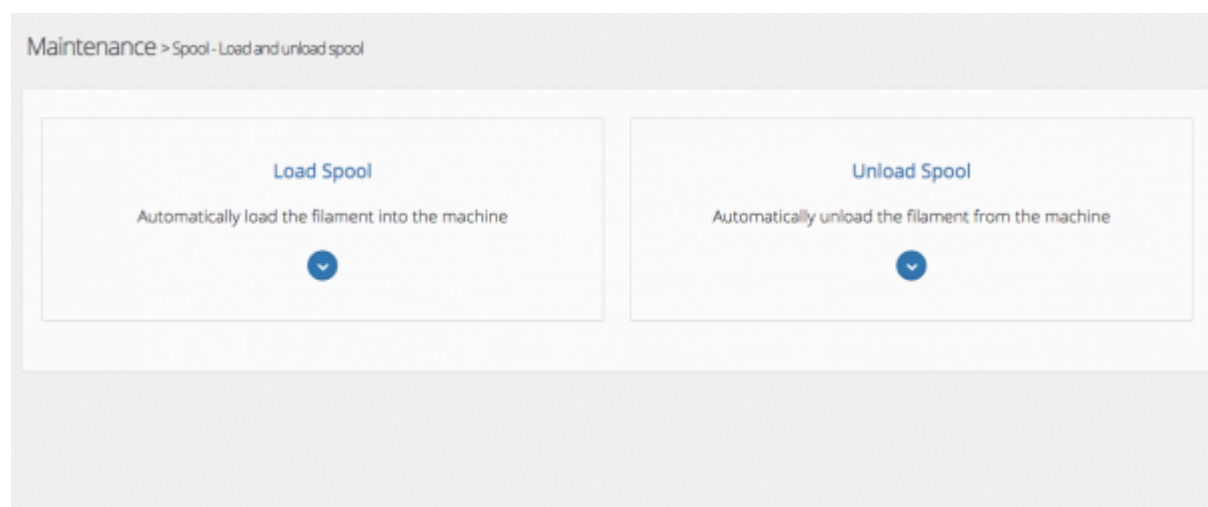 Maintenance > Spool - Load and unload spool
Load Spool
Automatically load the filament into the machine
Unload Spool
Automatically unload the filament from the machine